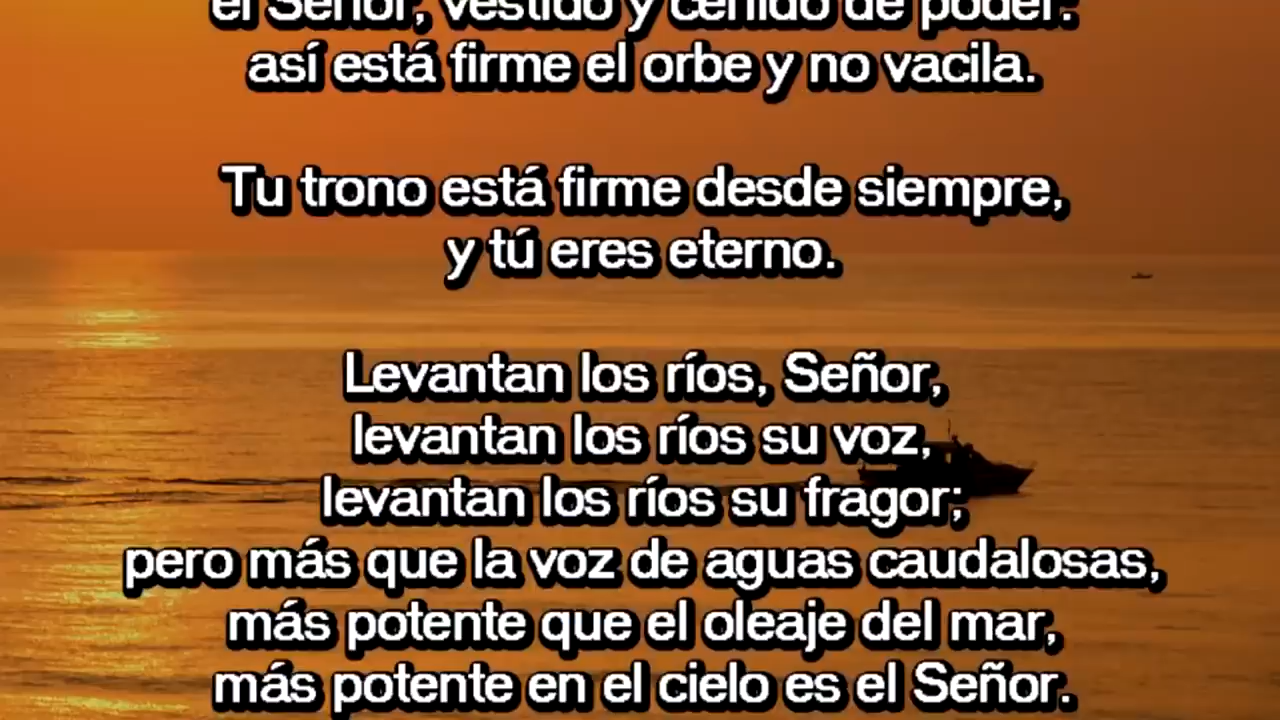 el Señor, vestido y ceñido de poder:
así está firme el orbe y no vacila.
Tu trono está firme desde siempre,
y tú eres eterno.
Levantan los ríos, Señor,
levantan los ríos su voz,
levantan los ríos su fragor;
pero más que la voz de aguas caudalosas,
más potente que el oleaje del mar,
más potente en el cielo es el Señor.